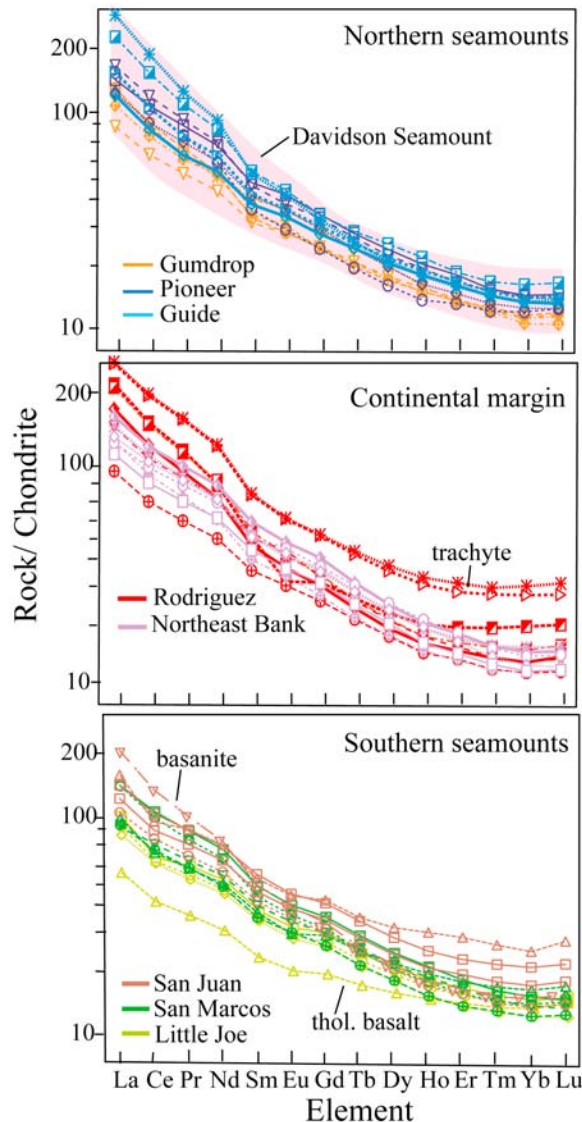 Northern seamounts
200
100
Davidson Seamount
Gumdrop
Pioneer
Guide
10
Continental margin
200
100
trachyte
Rodriguez
Northeast Bank
10
Rock/ Chondrite
Southern seamounts
200
basanite
100
San Juan
San Marcos
Little Joe
thol. basalt
10
La Ce Pr Nd Sm Eu Gd Tb Dy Ho Er Tm Yb Lu
Element